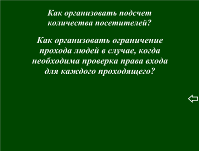 Как организовать подсчет
количества посетителей?
Как организовать ограничение
прохода людей в случае, когда
необходима проверка права входа
для каждого проходящего?